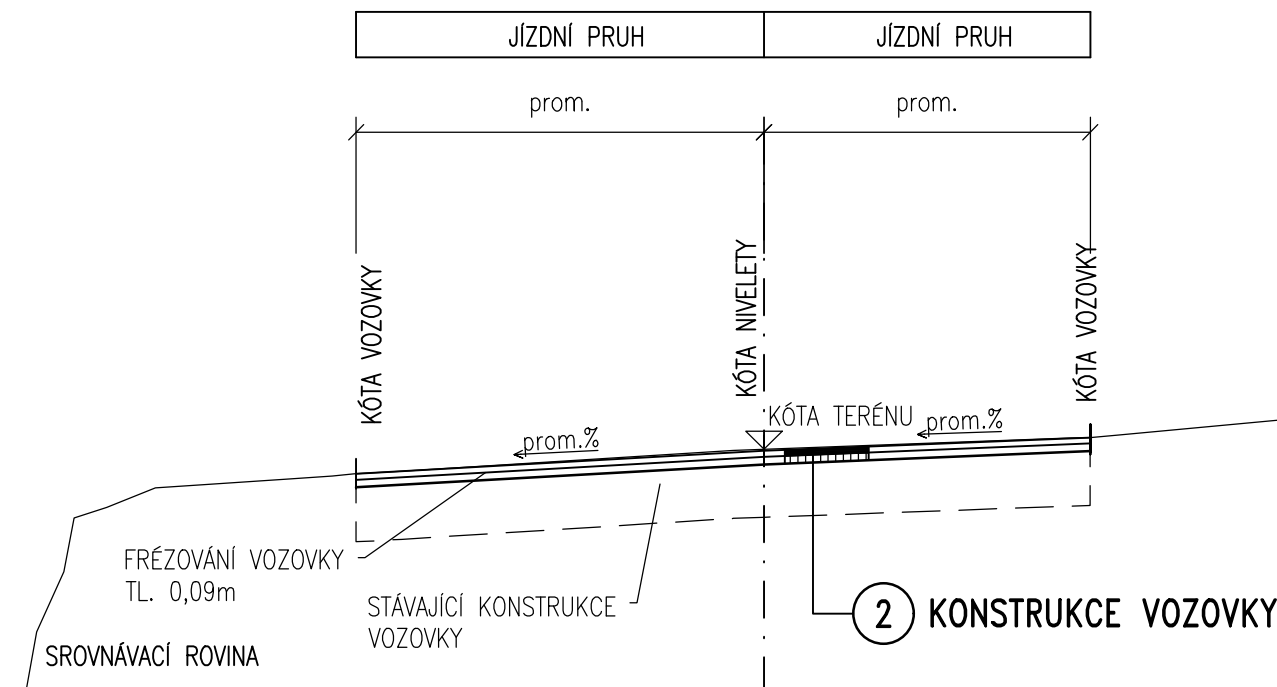 JÍZDNÍ PRUH
JÍZDNÍ PRUH
prom.
prom.
KÓTA VOZOVKY
KÓTA NIVELETY
KÓTA VOZOVKY
KÓTA TERÉNU
prom.%
prom.%
FRÉZOVÁNÍ VOZOVKY
TL. 0,09m
STÁVAJÍCÍ KONSTRUKCE
VOZOVKY
2 KONSTRUKCE VOZOVKY
SROVNÁVACÍ ROVINA